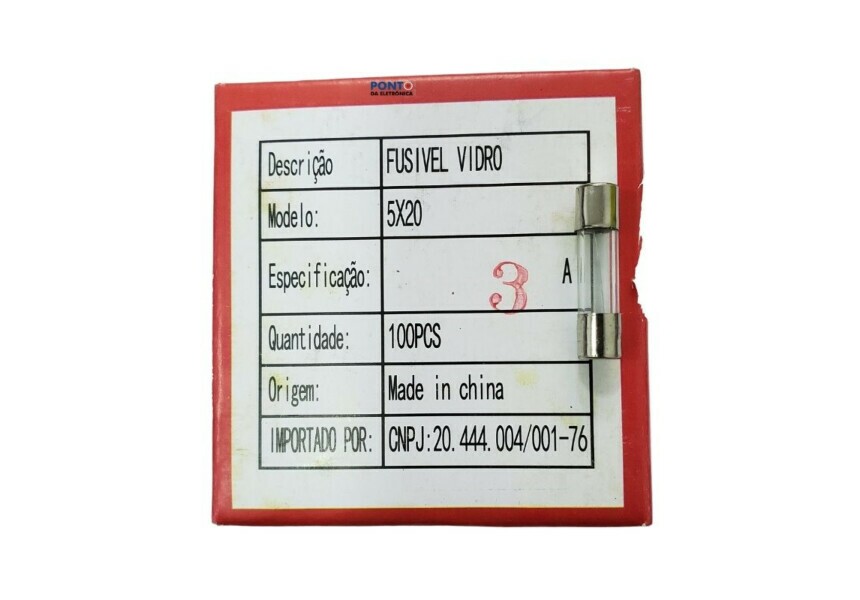 PONTO
DA ELETRÔNICA
Descrição FUSIVEL VIDRO
Modelo: 5X20
Especificação: 3 A
Quantidade: 100PCS
Origem: Made in china
IMPORTADO POR: CNPJ:20.444.004/001-76